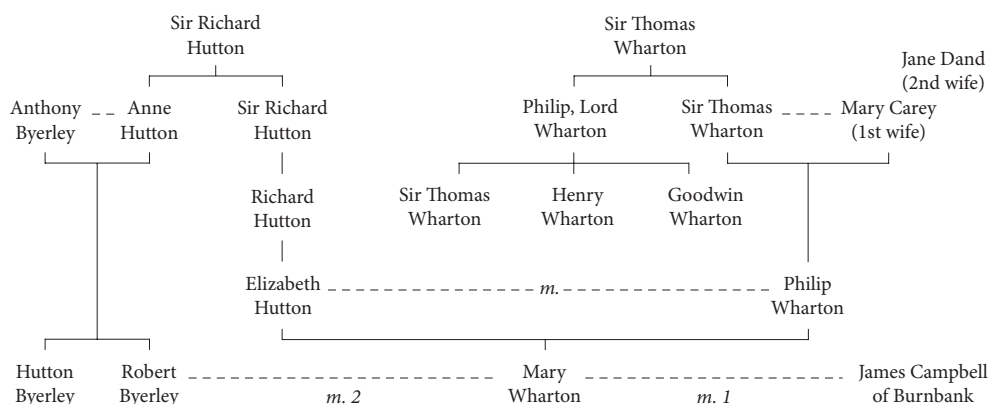 Sir Richard
Hutton
Sir Thomas
Wharton
Jane Dand
(2nd wife)
Anthony
Byerley
Anne
Hutton
Sir Richard
Hutton
Philip, Lord
Wharton
Sir Thomas
Wharton
Mary Carey
(1st wife)
Richard
Hutton
Sir Thomas
Wharton
Henry
Wharton
Goodwin
Wharton
Elizabeth
Hutton
m.
Philip
Wharton
Hutton
Byerley
Robert
Byerley
m. 2
Mary
Wharton
m. 1
James Campbell
of Burnbank